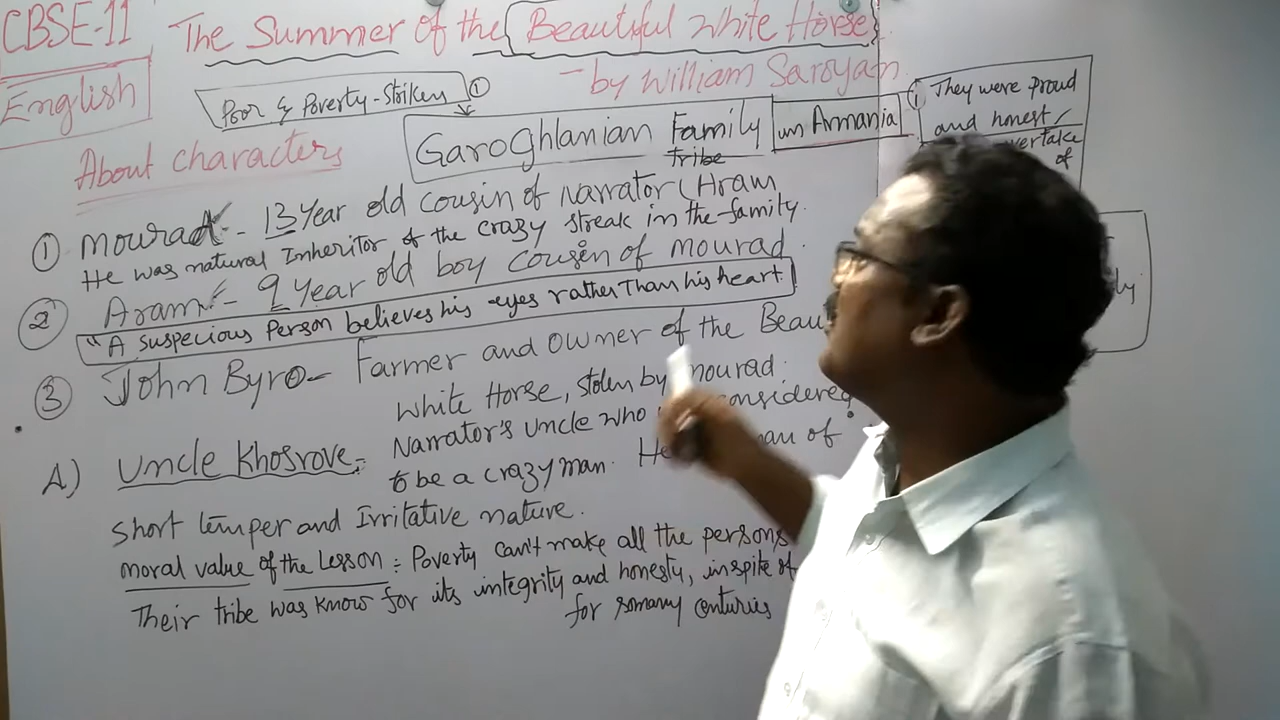 CBSE-11
The Summer of the Beautiful White Horse
English
- by William Saroyan
Poor & Poverty-Striken ①
About characters
Garoghlanian Family
tribe
in Armania
They were proud
and honest/
overtake
of
① Mourad - 13 Year old cousin of narrator (Hram
He was natural Inheritor of the crazy streak in the family.
② Aram - 9 Year old boy cousin of mourad.
"A suspecious Person believes his eyes rather Than his heart.
③ John Byro - Farmer and owner of the Beau
White Horse, stolen by mourad.
A) Uncle Khosrove - Narrator's uncle who considered
to be a crazy man. He man of
short temper and Irritative nature.
moral value of the Lesson : Poverty can't make all the persons
Their tribe was know for its integrity and honesty, inspite of
for somany centuries